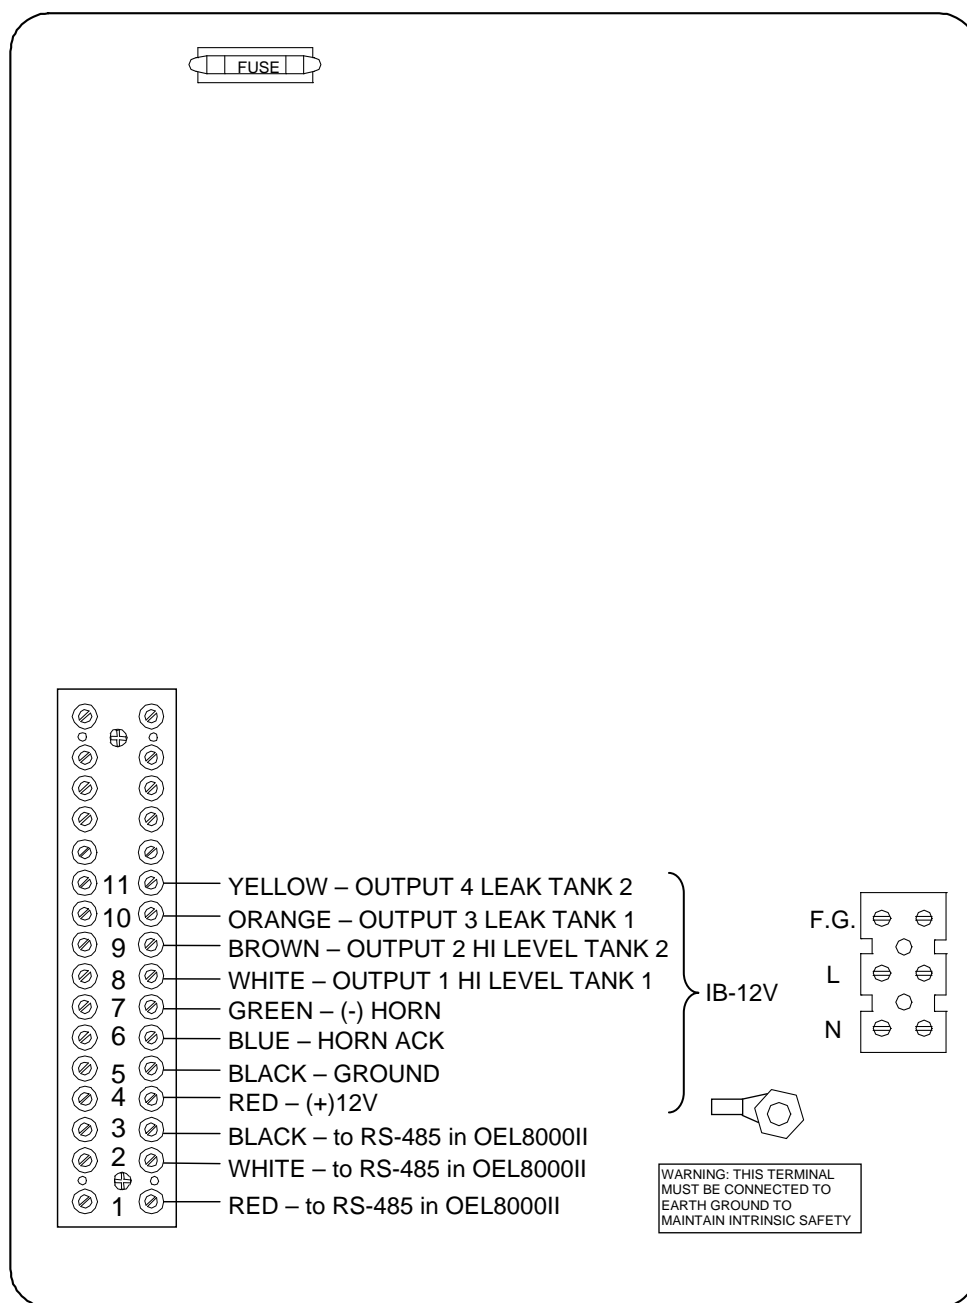 FUSE
11 YELLOW – OUTPUT 4 LEAK TANK 2
10 ORANGE – OUTPUT 3 LEAK TANK 1
9 BROWN – OUTPUT 2 HI LEVEL TANK 2
8 WHITE – OUTPUT 1 HI LEVEL TANK 1
7 GREEN – (-) HORN
6 BLUE – HORN ACK
5 BLACK – GROUND
4 RED – (+)12V
3 BLACK – to RS-485 in OEL8000II
2 WHITE – to RS-485 in OEL8000II
1 RED – to RS-485 in OEL8000II
IB-12V
F.G.
L
N
WARNING: THIS TERMINAL
MUST BE CONNECTED TO
EARTH GROUND TO
MAINTAIN INTRINSIC SAFETY